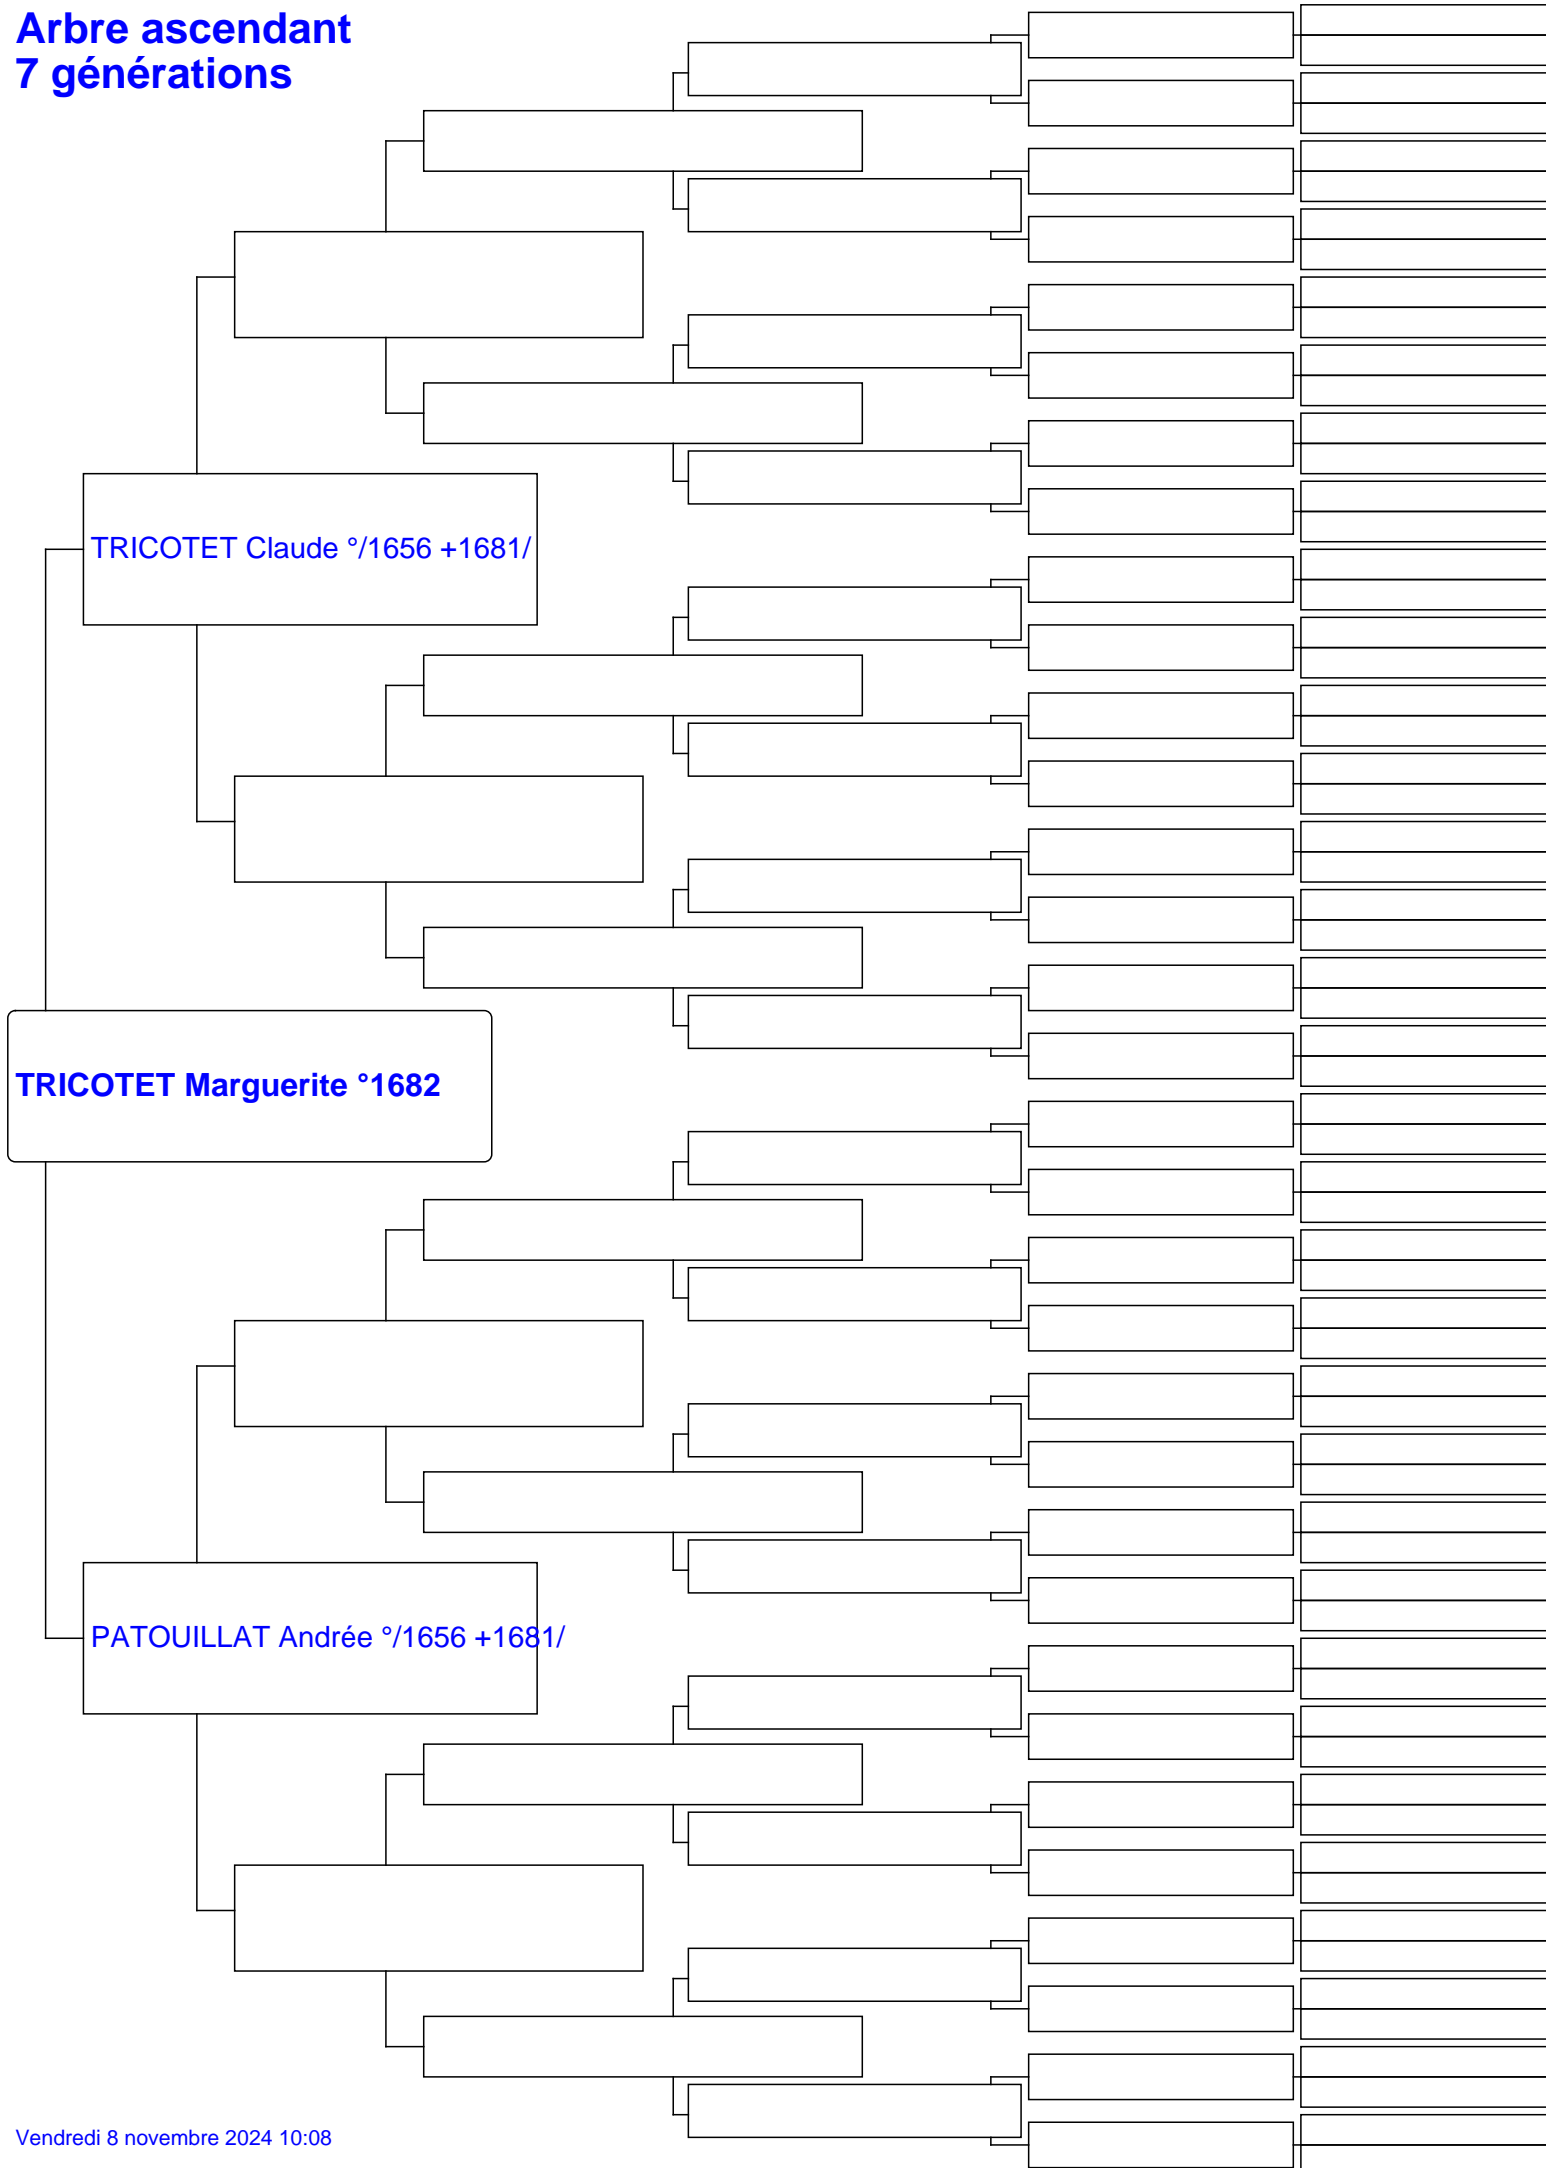 Arbre ascendant
7 générations
TRICOTET Claude °/1656 +1681/
TRICOTET Marguerite °1682
PATOUILLAT Andrée °/1656 +1681/
Vendredi 8 novembre 2024 10:08